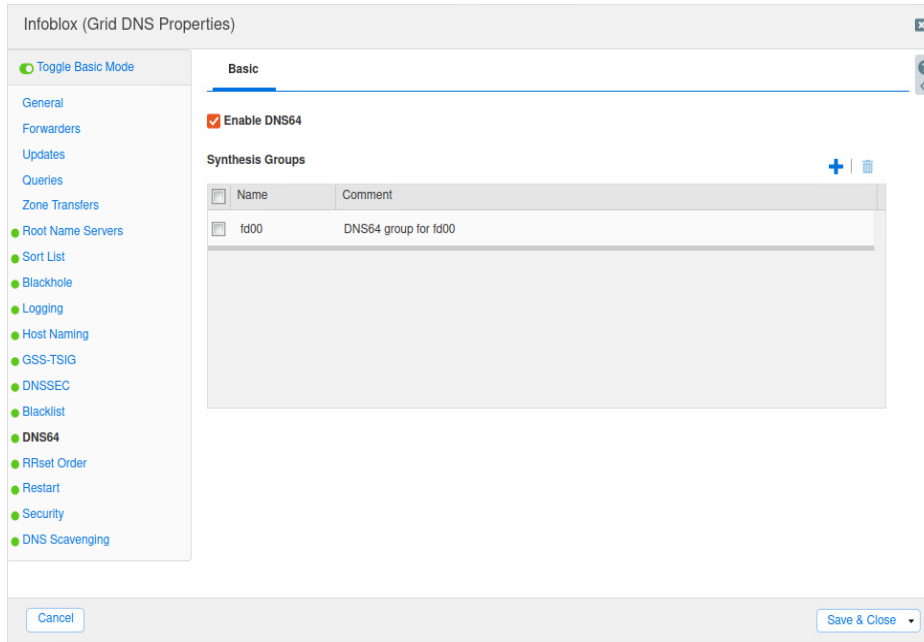 Infoblox (Grid DNS Properties)
Toggle Basic Mode
General
Forwarders
Updates
Queries
Zone Transfers
Root Name Servers
Sort List
Blackhole
Logging
Host Naming
GSS-TSIG
DNSSEC
Blacklist
DNS64
RRset Order
Restart
Security
DNS Scavenging
Basic
Enable DNS64
Synthesis Groups
Name Comment
fd00 DNS64 group for fd00
Cancel Save & Close